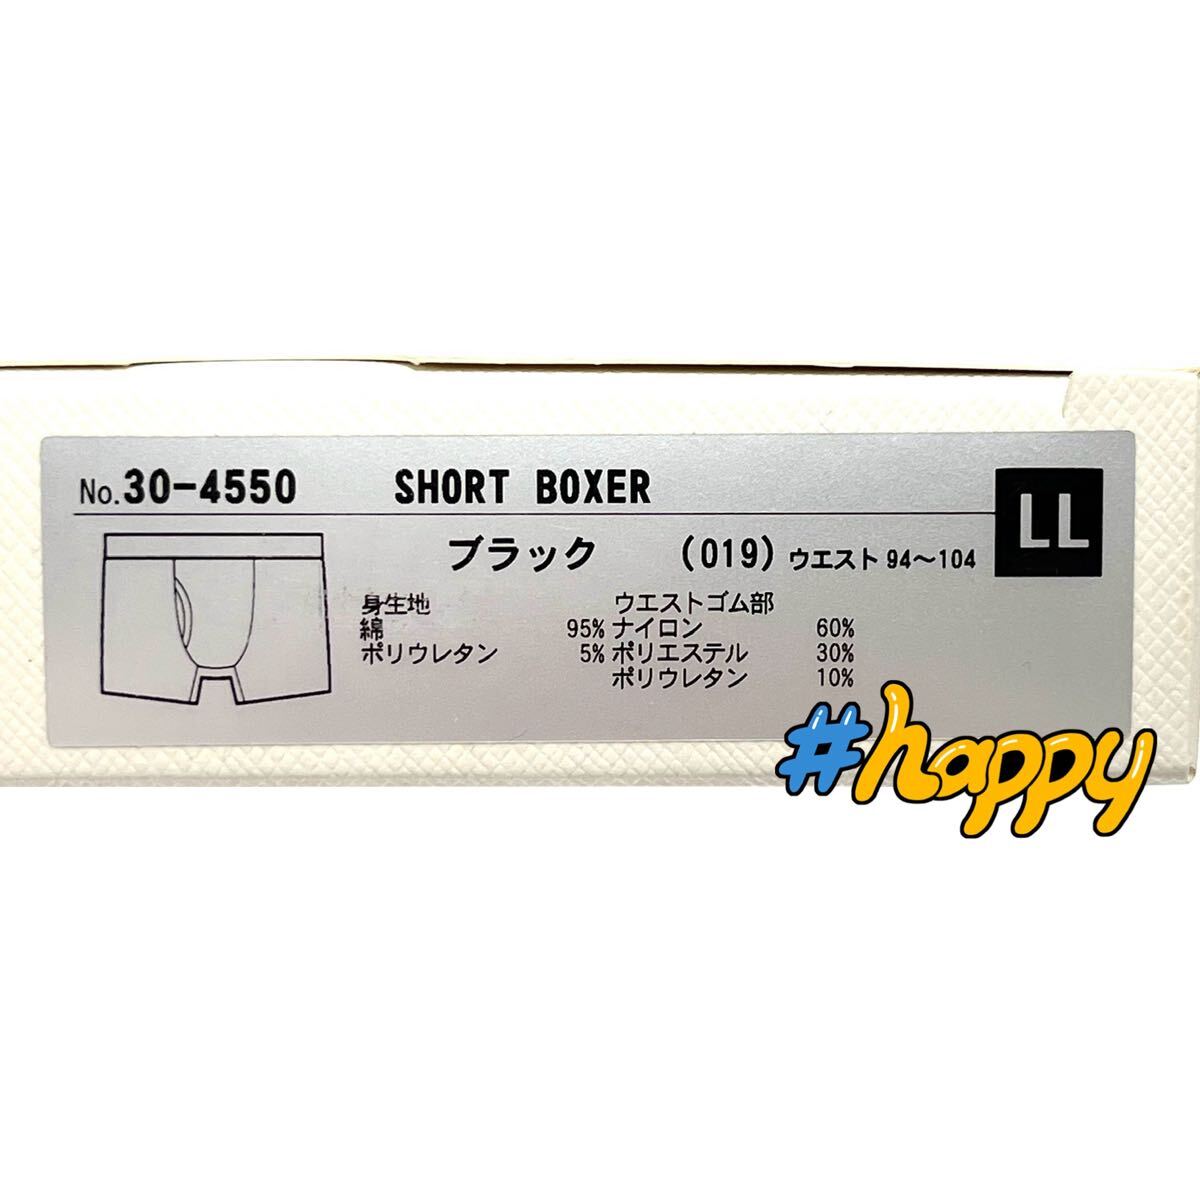 No.30-4550 SHORT BOXER LL
ブラック (019) ウエスト 94〜104
身生地 ウエストゴム部
綿 95% ナイロン 60%
ポリウレタン 5% ポリエステル 30%
ポリウレタン 10%
#happy